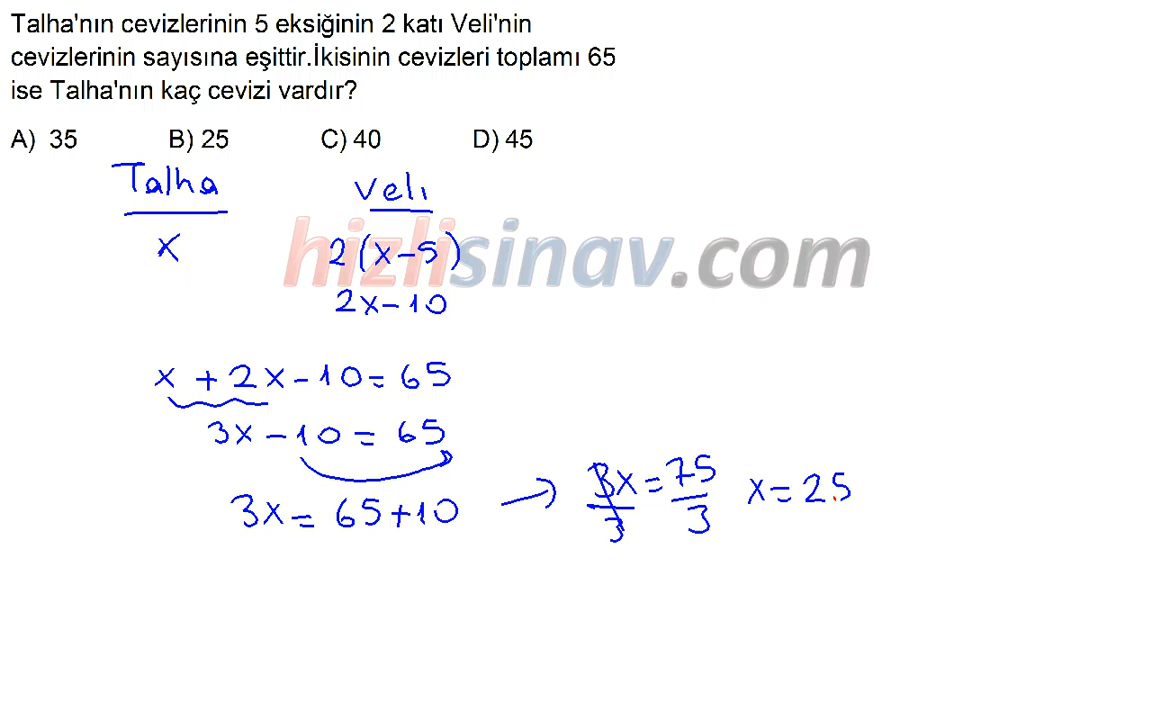 Talha'nın cevizlerinin 5 eksiğinin 2 katı Veli'nin
cevizlerinin sayısına eşittir.İkisinin cevizleri toplamı 65
ise Talha'nın kaç cevizi vardır?
A) 35 B) 25 C) 40 D) 45
Talha Veli
hizlisinav.com
x 2(x-5)
2x-10
x + 2x - 10 = 65
3x - 10 = 65
3x = 65+10 → 3x/3 = 75/3 x = 25